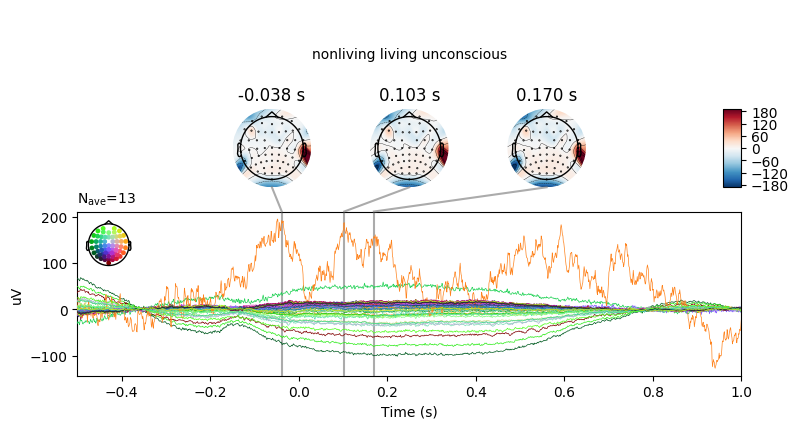 nonliving living unconscious
-0.038 s 0.103 s 0.170 s
180
120
60
0
−60
−120
−180
Nave=13
200
100
0
−100
uV
−0.4 −0.2 0.0 0.2 0.4 0.6 0.8 1.0
Time (s)